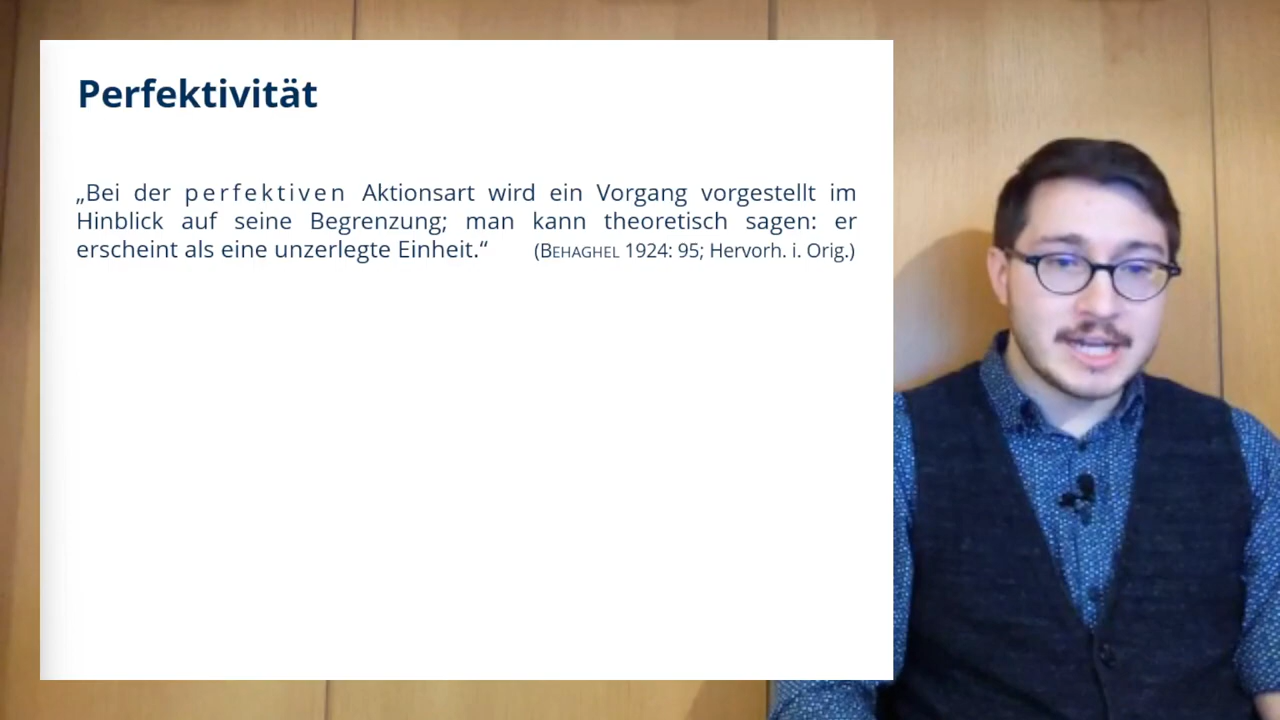 Perfektivität
„Bei der perfektiven Aktionsart wird ein Vorgang vorgestellt im
Hinblick auf seine Begrenzung; man kann theoretisch sagen: er
erscheint als eine unzerlegte Einheit.“ (BEHAGHEL 1924: 95; Hervorh. i. Orig.)